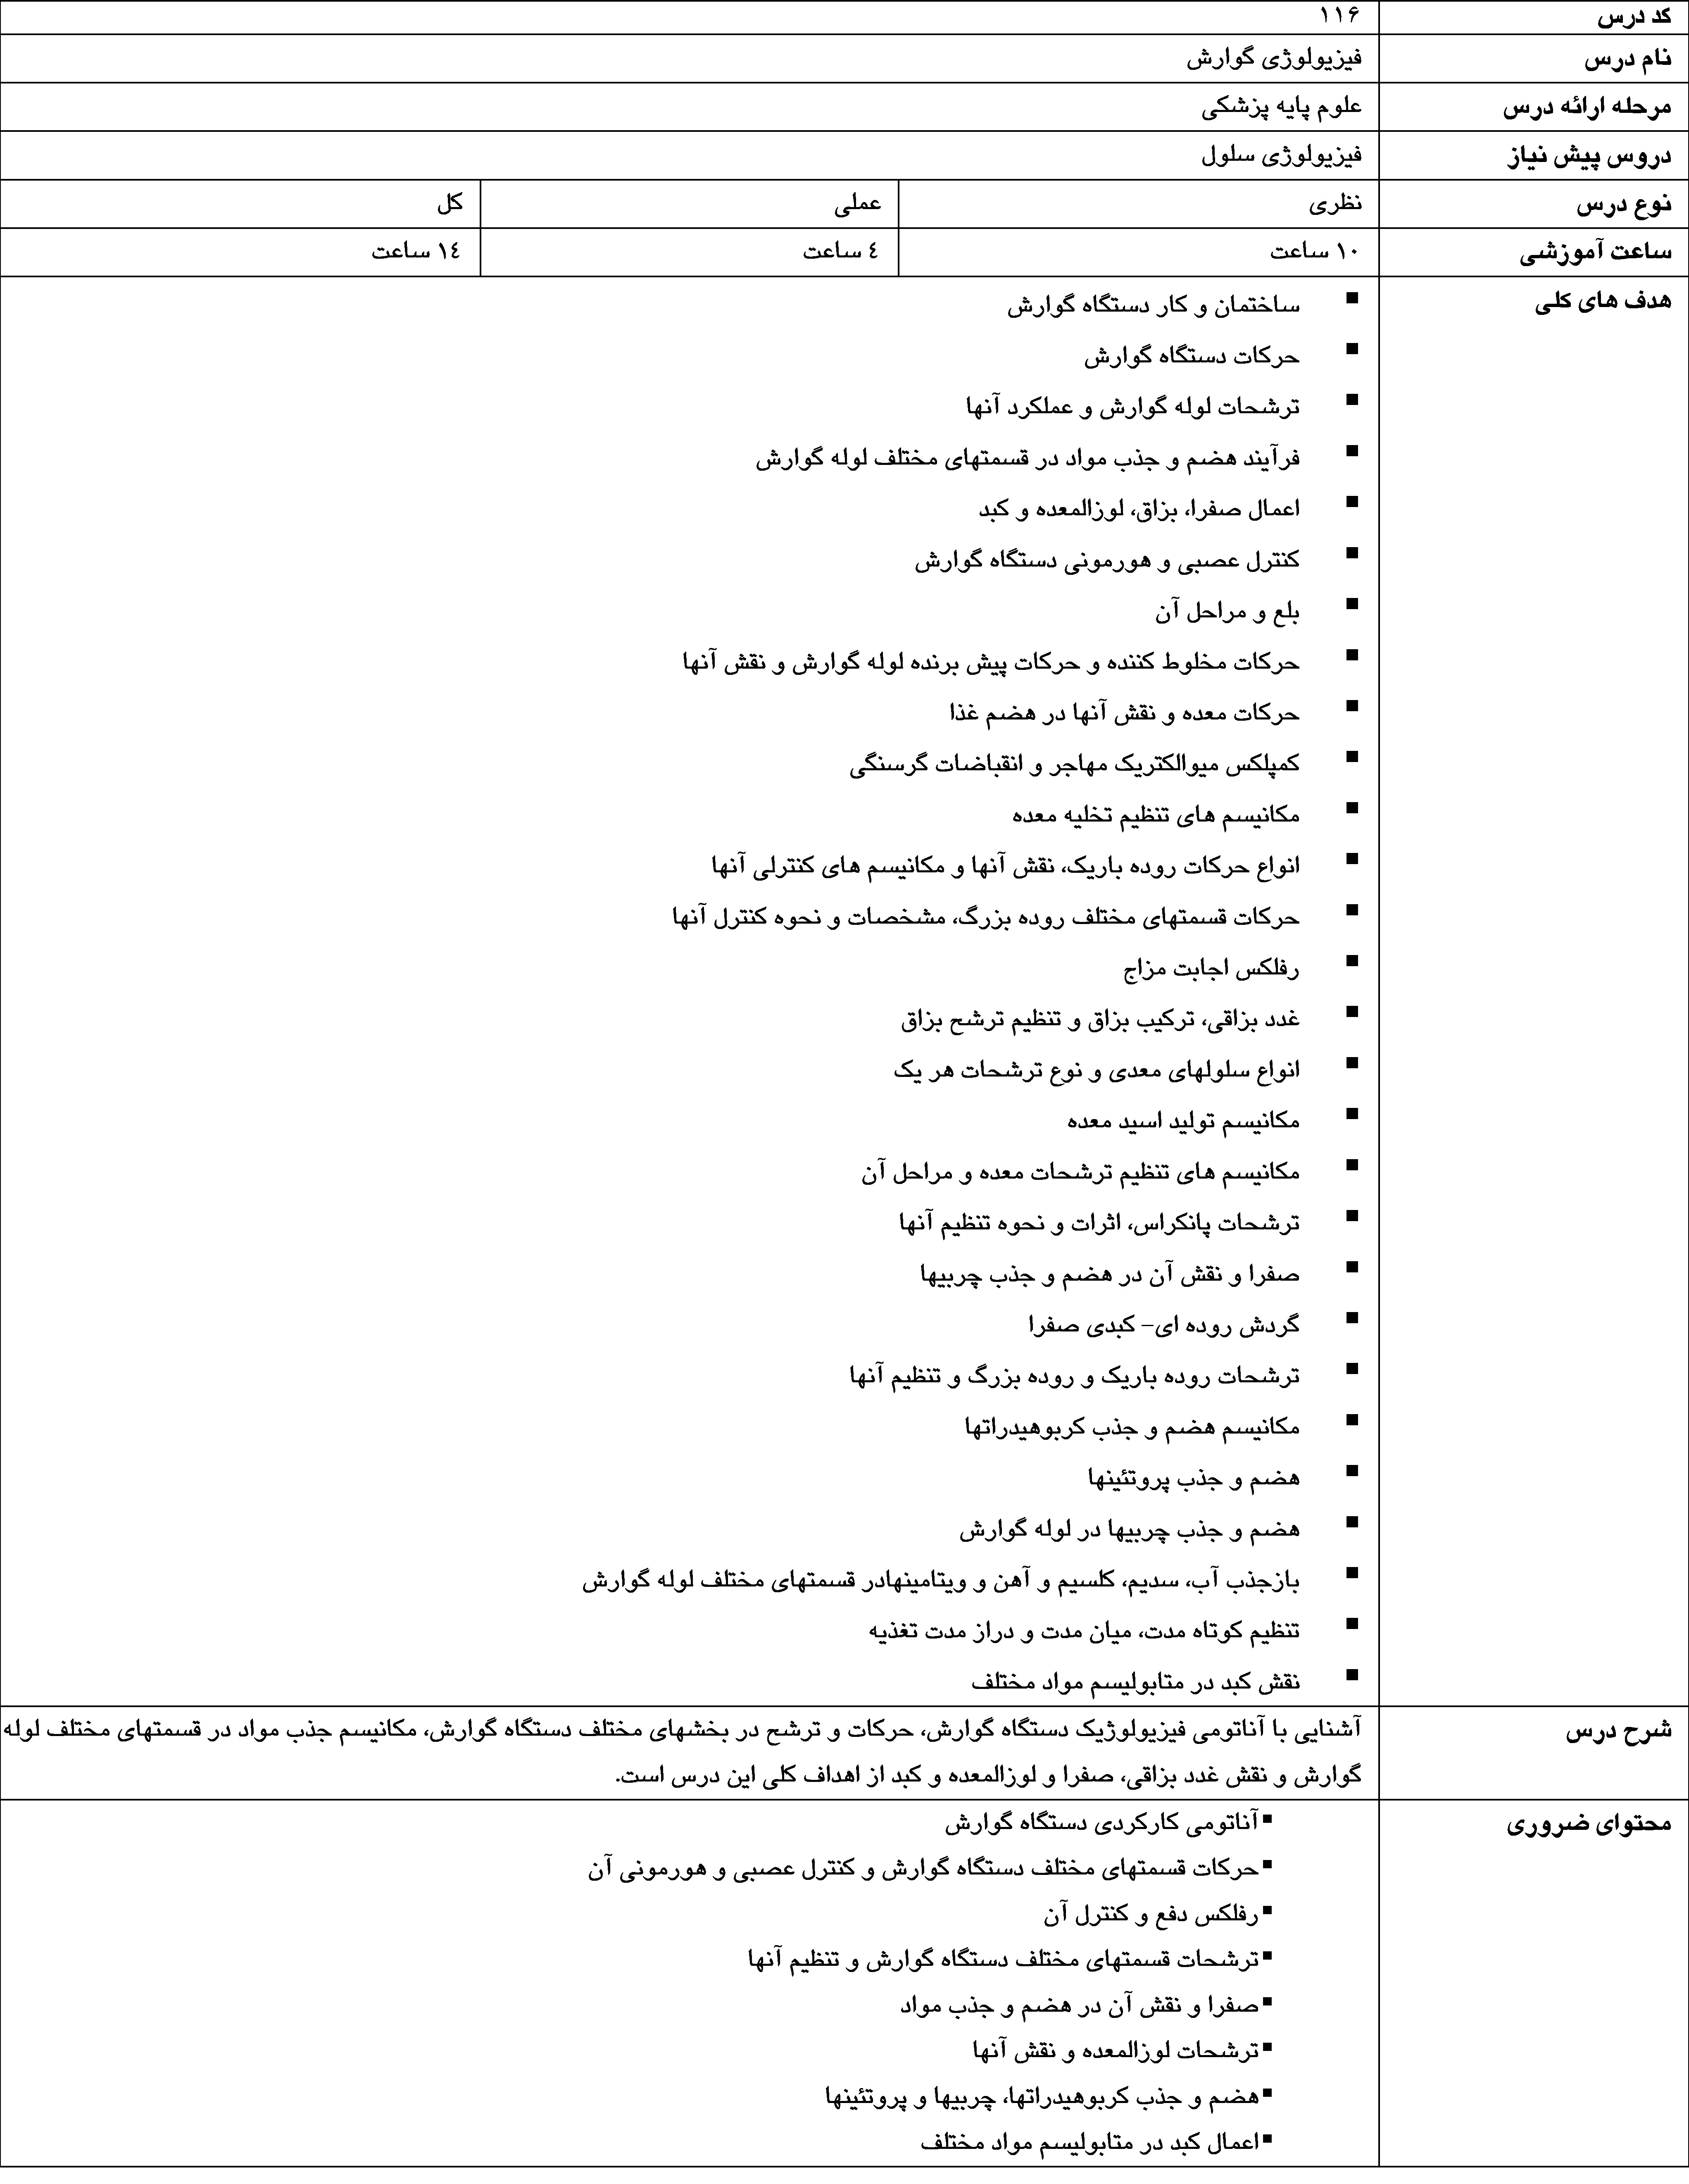 کد درس ۱۱۶
نام درس فیزیولوژی گوارش
مرحله ارائه درس علوم پایه پزشکی
دروس پیش نیاز فیزیولوژی سلول
نوع درس نظری عملی کل
ساعت آموزشی ۱۰ ساعت ٤ ساعت ۱٤ ساعت
هدف های کلی ▪ ساختمان و کار دستگاه گوارش
▪ حرکات دستگاه گوارش
▪ ترشحات لوله گوارش و عملکرد آنها
▪ فرآیند هضم و جذب مواد در قسمتهای مختلف لوله گوارش
▪ اعمال صفرا، بزاق، لوزالمعده و کبد
▪ کنترل عصبی و هورمونی دستگاه گوارش
▪ بلع و مراحل آن
▪ حرکات مخلوط کننده و حرکات پیش برنده لوله گوارش و نقش آنها
▪ حرکات معده و نقش آنها در هضم غذا
▪ کمپلکس میوالکتریک مهاجر و انقباضات گرسنگی
▪ مکانیسم های تنظیم تخلیه معده
▪ انواع حرکات روده باریک، نقش آنها و مکانیسم های کنترلی آنها
▪ حرکات قسمتهای مختلف روده بزرگ، مشخصات و نحوه کنترل آنها
▪ رفلکس اجابت مزاج
▪ غدد بزاقی، ترکیب بزاق و تنظیم ترشح بزاق
▪ انواع سلولهای معدی و نوع ترشحات هر یک
▪ مکانیسم تولید اسید معده
▪ مکانیسم های تنظیم ترشحات معده و مراحل آن
▪ ترشحات پانکراس، اثرات و نحوه تنظیم آنها
▪ صفرا و نقش آن در هضم و جذب چربیها
▪ گردش روده ای– کبدی صفرا
▪ ترشحات روده باریک و روده بزرگ و تنظیم آنها
▪ مکانیسم هضم و جذب کربوهیدراتها
▪ هضم و جذب پروتئینها
▪ هضم و جذب چربیها در لوله گوارش
▪ بازجذب آب، سدیم، کلسیم و آهن و ویتامینهادر قسمتهای مختلف لوله گوارش
▪ تنظیم کوتاه مدت، میان مدت و دراز مدت تغذیه
▪ نقش کبد در متابولیسم مواد مختلف
شرح درس آشنایی با آناتومی فیزیولوژیک دستگاه گوارش، حرکات و ترشح در بخشهای مختلف دستگاه گوارش، مکانیسم جذب مواد در قسمتهای مختلف لوله
گوارش و نقش غدد بزاقی، صفرا و لوزالمعده و کبد از اهداف کلی این درس است.
محتوای ضروری ▪آناتومی کارکردی دستگاه گوارش
▪حرکات قسمتهای مختلف دستگاه گوارش و کنترل عصبی و هورمونی آن
▪رفلکس دفع و کنترل آن
▪ترشحات قسمتهای مختلف دستگاه گوارش و تنظیم آنها
▪صفرا و نقش آن در هضم و جذب مواد
▪ترشحات لوزالمعده و نقش آنها
▪هضم و جذب کربوهیدراتها، چربیها و پروتئینها
▪اعمال کبد در متابولیسم مواد مختلف